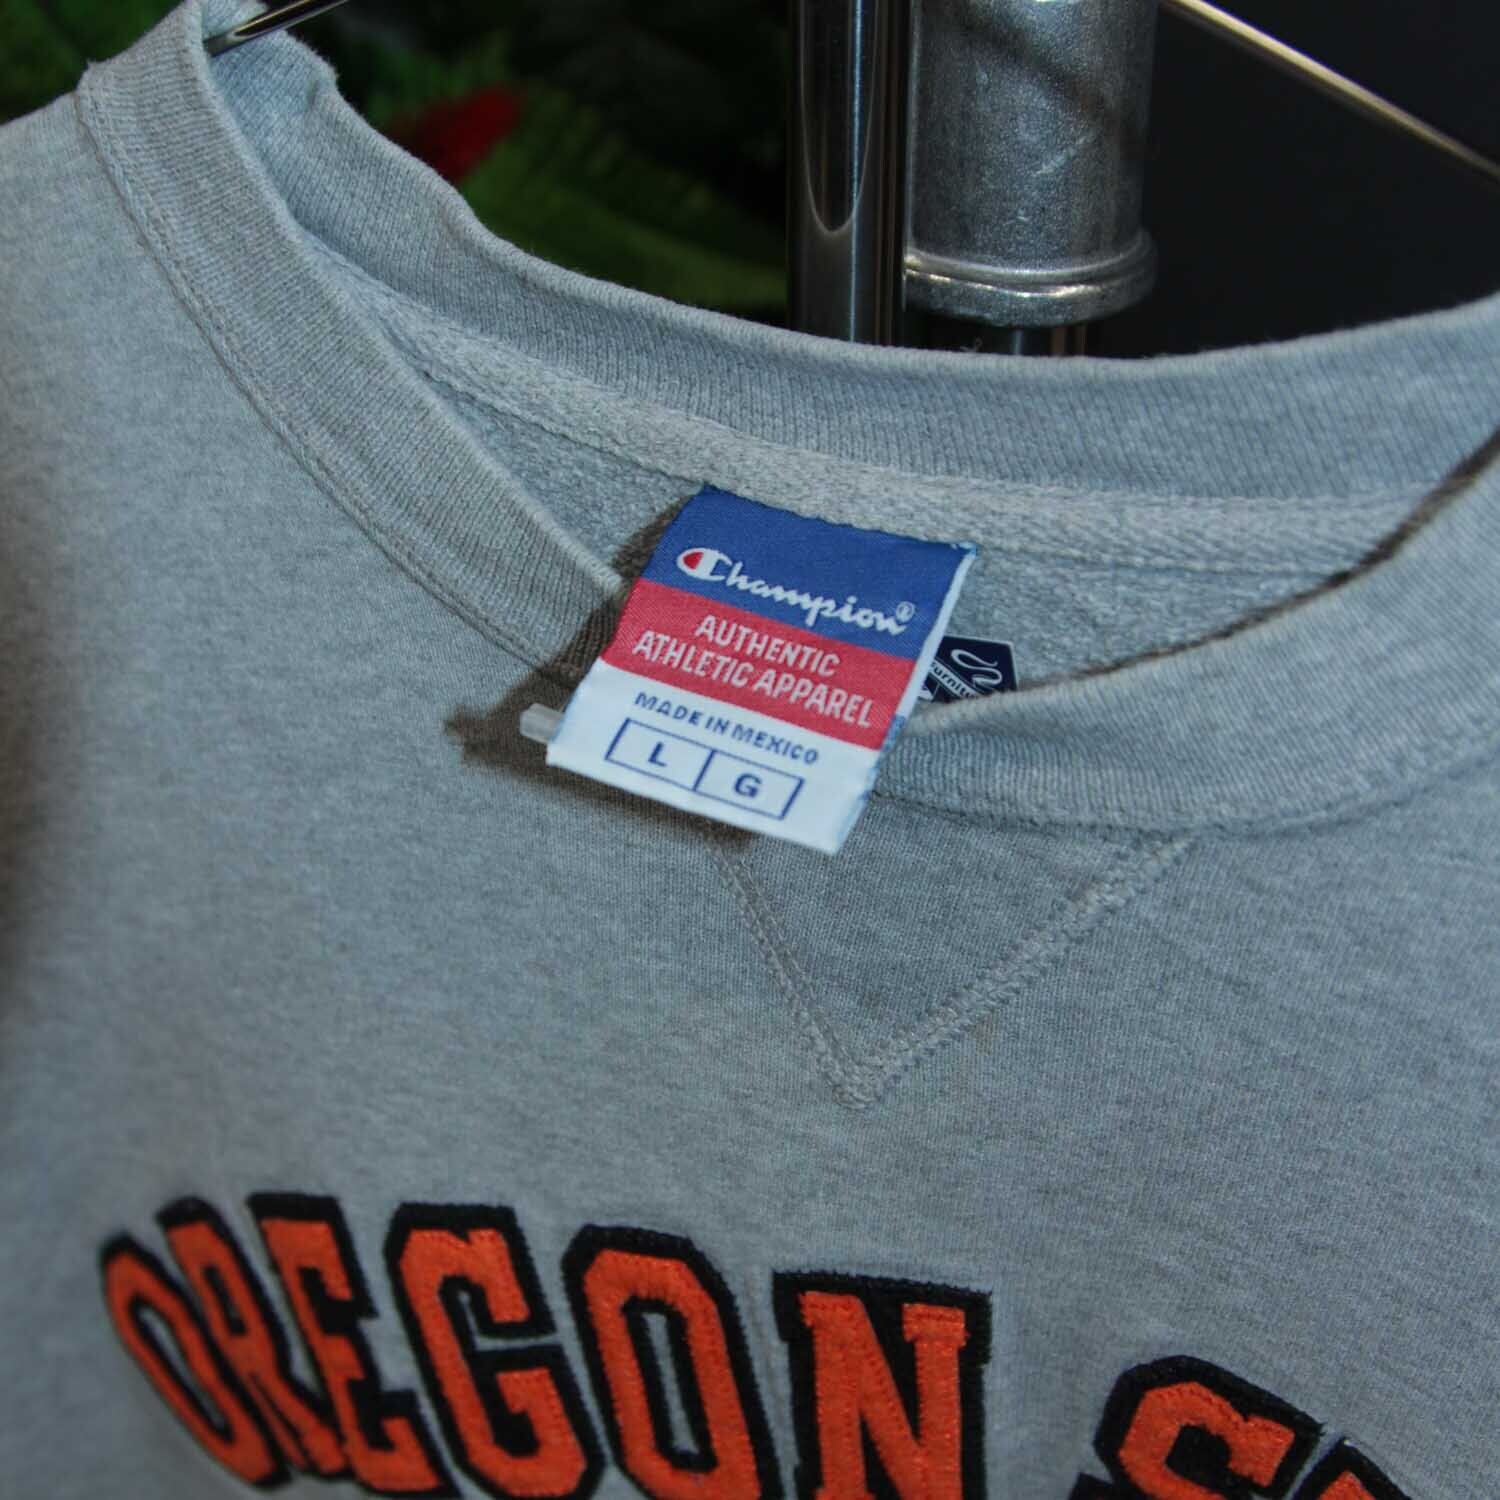 Champion®
AUTHENTIC
ATHLETIC APPAREL
MADE IN MEXICO
L G
OREGON